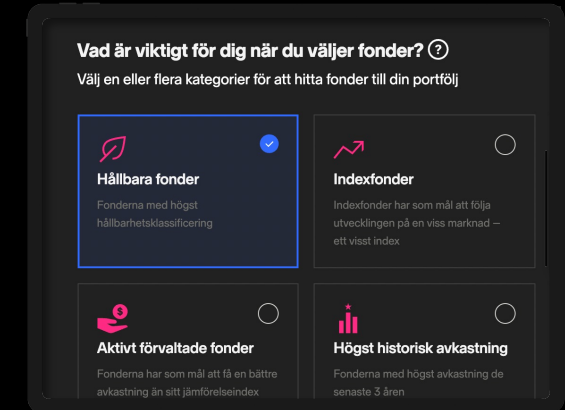 Vad är viktigt för dig när du väljer fonder? ?
Välj en eller flera kategorier för att hitta fonder till din portfölj
Hållbara fonder
Fonderna med högst
hållbarhetsklassificering
Indexfonder
Indexfonder har som mål att följa
utvecklingen på en viss marknad –
ett visst index
$
Aktivt förvaltade fonder
Fonderna har som mål att få en bättre
avkastning än sitt jämförelseindex
Högst historisk avkastning
Fonderna med högst avkastning de
senaste 3 åren